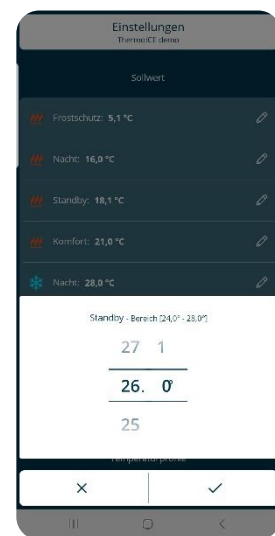 Einstellungen
ThermoICE demo
Sollwert
Frostschutz: 5,1 °C
Nacht: 16,0 °C
Standby: 18,1 °C
Komfort: 21,0 °C
Nacht: 28,0 °C
Standby - Bereich [24,0° - 28,0°]
27 1
26. 0°
25
Temperaturprofile